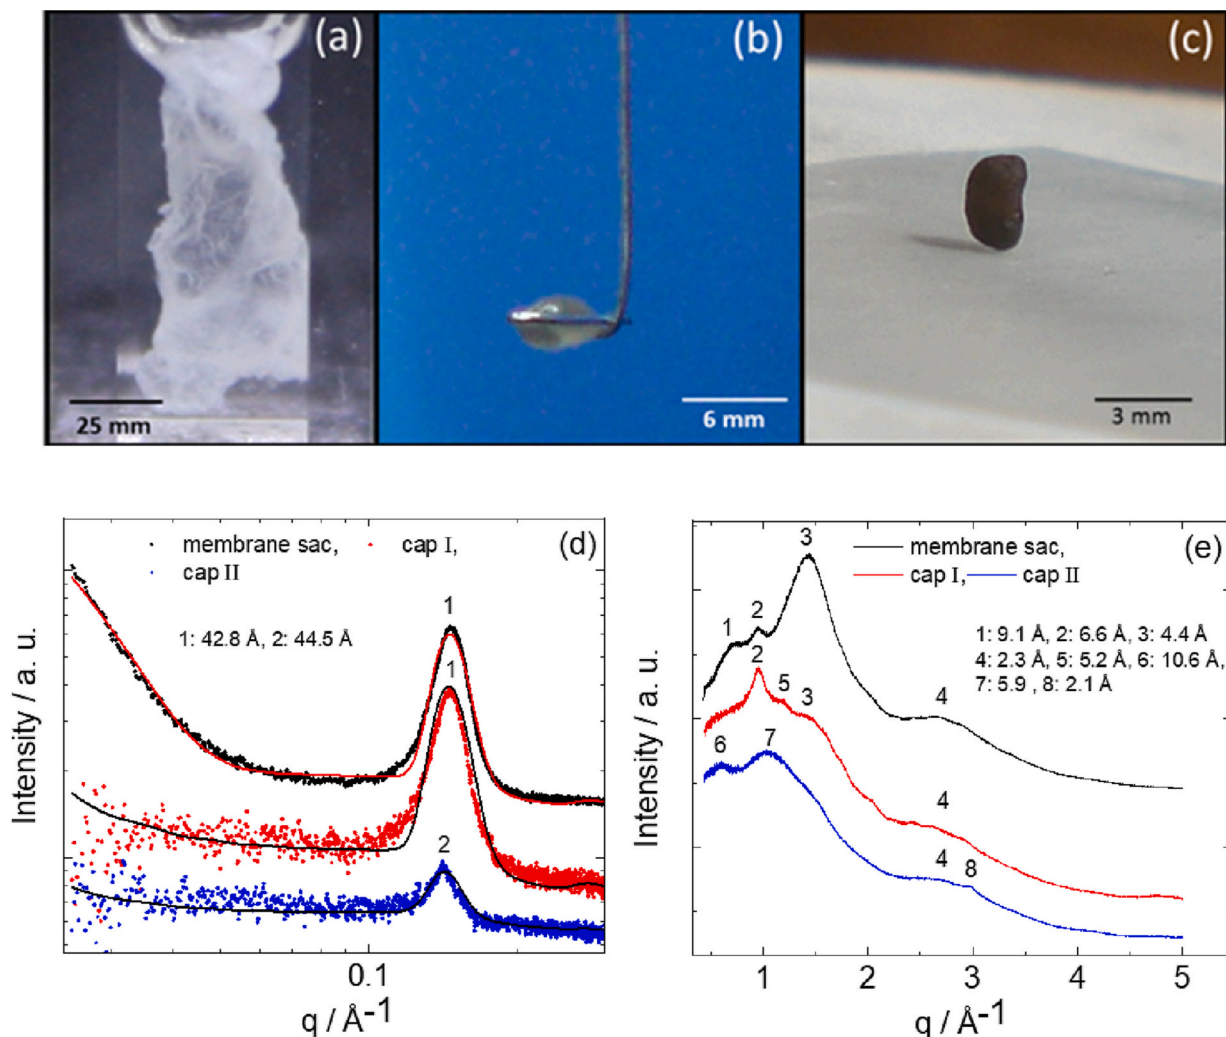 (a)
(b)
(c)
25 mm
6 mm
3 mm
(d)
membrane sac, cap I,
cap II
1: 42.8 Å, 2: 44.5 Å
1
1
2
Intensity / a. u.
0.1
q / Å-1
(e)
membrane sac,
cap I, cap II
1: 9.1 Å, 2: 6.6 Å, 3: 4.4 Å
4: 2.3 Å, 5: 5.2 Å, 6: 10.6 Å,
7: 5.9 , 8: 2.1 Å
3
1 2
2
5 3
4
6 7
4
4 8
Intensity / a. u.
1 2 3 4 5
q / Å-1